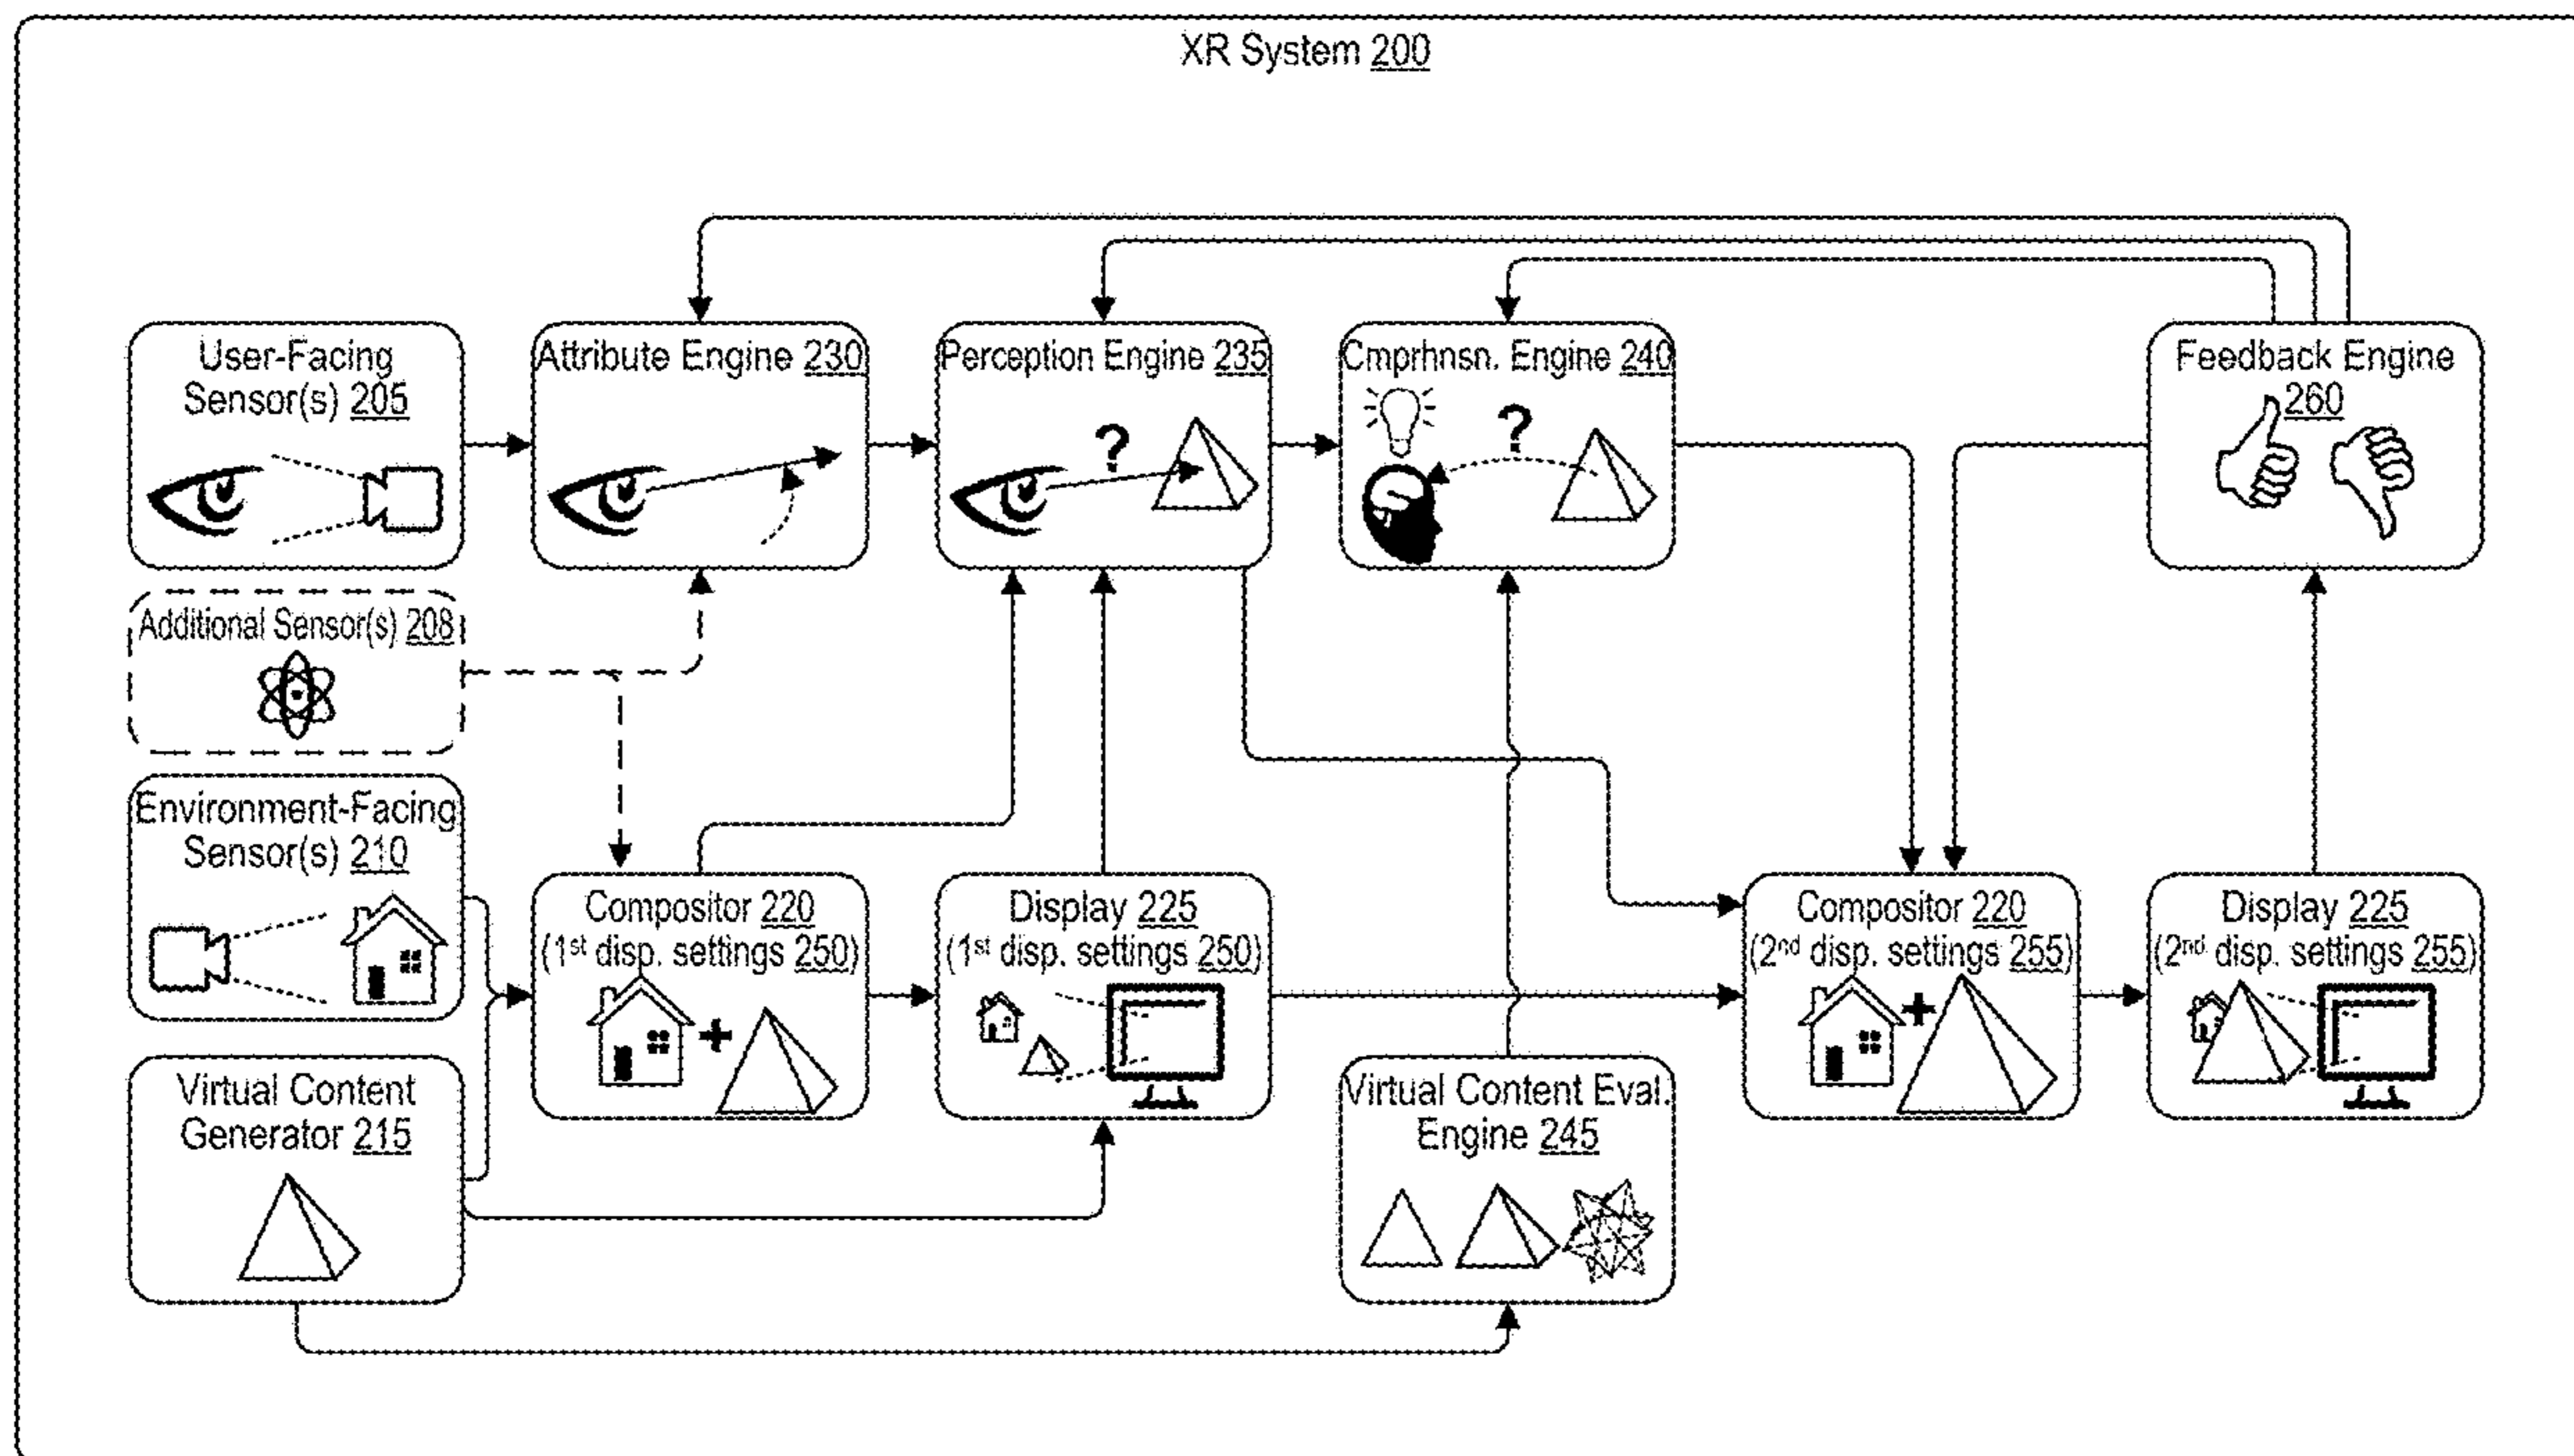 XR System 200
User-Facing
Sensor(s) 205
Attribute Engine 230
?
Perception Engine 235
?
Cmprhnsn. Engine 240
Feedback Engine
260
Additional Sensor(s) 208
Environment-Facing
Sensor(s) 210
Compositor 220
(1st disp. settings 250)
+
Display 225
(1st disp. settings 250)
Compositor 220
(2nd disp. settings 255)
+
Display 225
(2nd disp. settings 255)
Virtual Content
Generator 215
Virtual Content Eval.
Engine 245